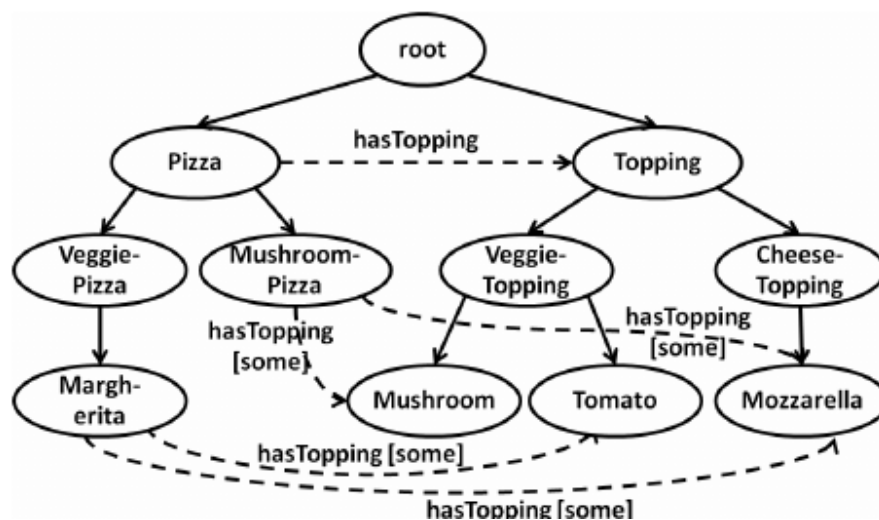 root
hasTopping
Pizza
Topping
Veggie-
Pizza
Mushroom-
Pizza
Veggie-
Topping
Cheese-
Topping
hasTopping
[some]
hasTopping
[some]
Margh-
erita
Mushroom
Tomato
Mozzarella
hasTopping [some]
hasTopping [some]